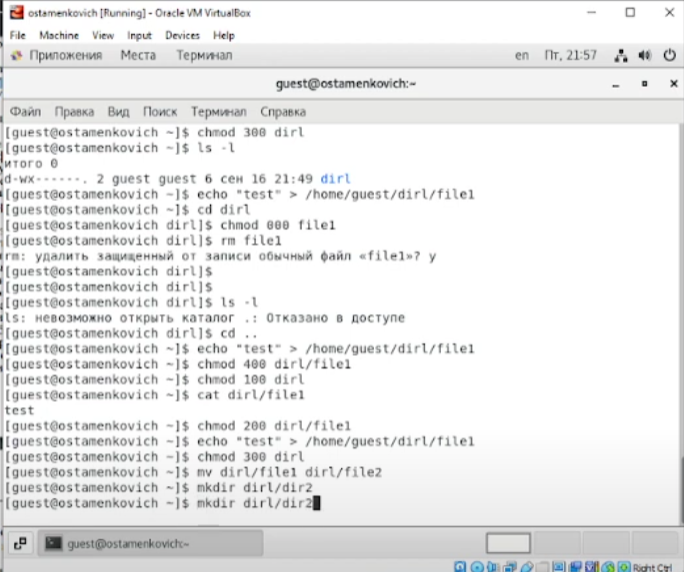 ostamenkovich [Running] - Oracle VM VirtualBox
File Machine View Input Devices Help
Приложения Места Терминал en Пт, 21:57
guest@ostamenkovich:~
Файл Правка Вид Поиск Терминал Справка
[guest@ostamenkovich ~]$ chmod 300 dirl
[guest@ostamenkovich ~]$ ls -l
итого 0
d-wx------. 2 guest guest 6 сен 16 21:49 dirl
[guest@ostamenkovich ~]$ echo "test" > /home/guest/dirl/file1
[guest@ostamenkovich ~]$ cd dirl
[guest@ostamenkovich dirl]$ chmod 000 file1
[guest@ostamenkovich dirl]$ rm file1
rm: удалить защищенный от записи обычный файл «file1»? y
[guest@ostamenkovich dirl]$
[guest@ostamenkovich dirl]$
[guest@ostamenkovich dirl]$ ls -l
ls: невозможно открыть каталог .: Отказано в доступе
[guest@ostamenkovich dirl]$ cd ..
[guest@ostamenkovich ~]$ echo "test" > /home/guest/dirl/file1
[guest@ostamenkovich ~]$ chmod 400 dirl/file1
[guest@ostamenkovich ~]$ chmod 100 dirl
[guest@ostamenkovich ~]$ cat dirl/file1
test
[guest@ostamenkovich ~]$ chmod 200 dirl/file1
[guest@ostamenkovich ~]$ echo "test" > /home/guest/dirl/file1
[guest@ostamenkovich ~]$ chmod 300 dirl
[guest@ostamenkovich ~]$ mv dirl/file1 dirl/file2
[guest@ostamenkovich ~]$ mkdir dirl/dir2
[guest@ostamenkovich ~]$ mkdir dirl/dir2
guest@ostamenkovich:~
Right Ctrl